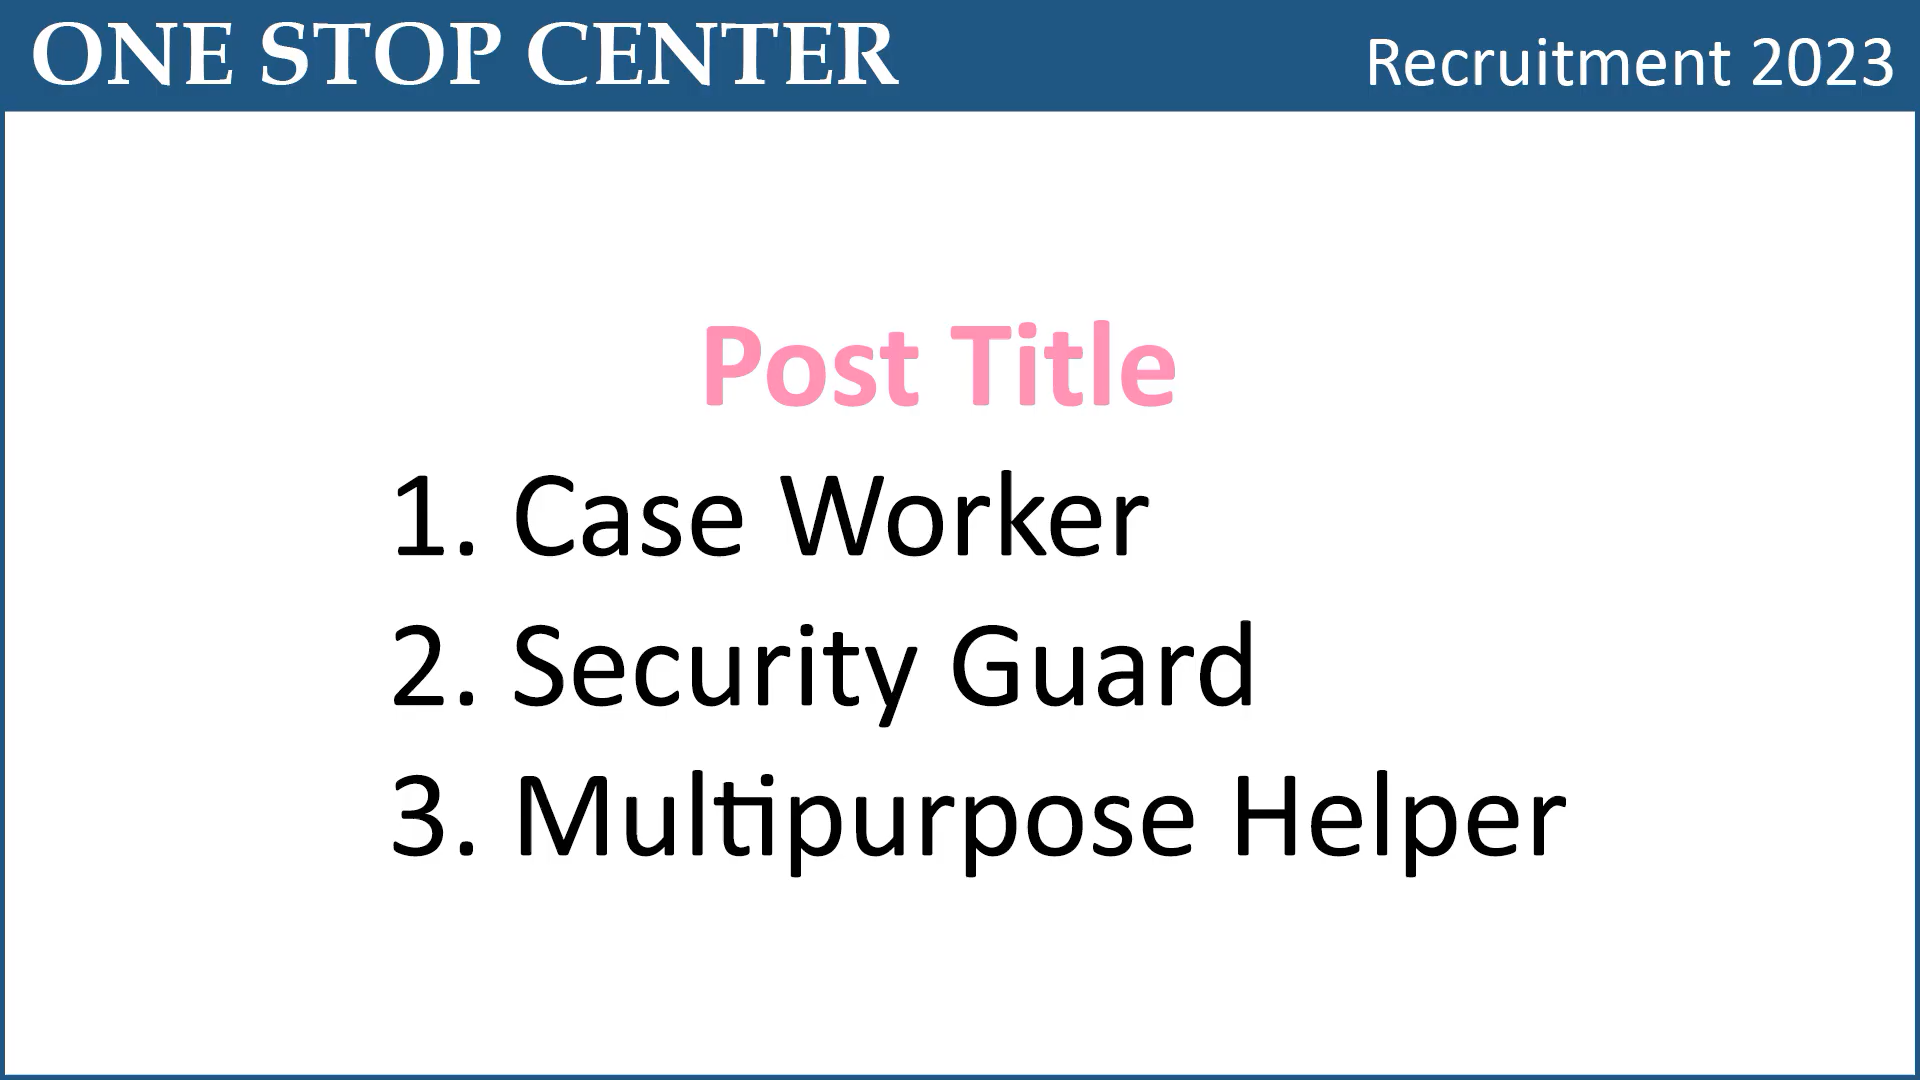 ONE STOP CENTER
Recruitment 2023
Post Title
1. Case Worker
2. Security Guard
3. Multipurpose Helper